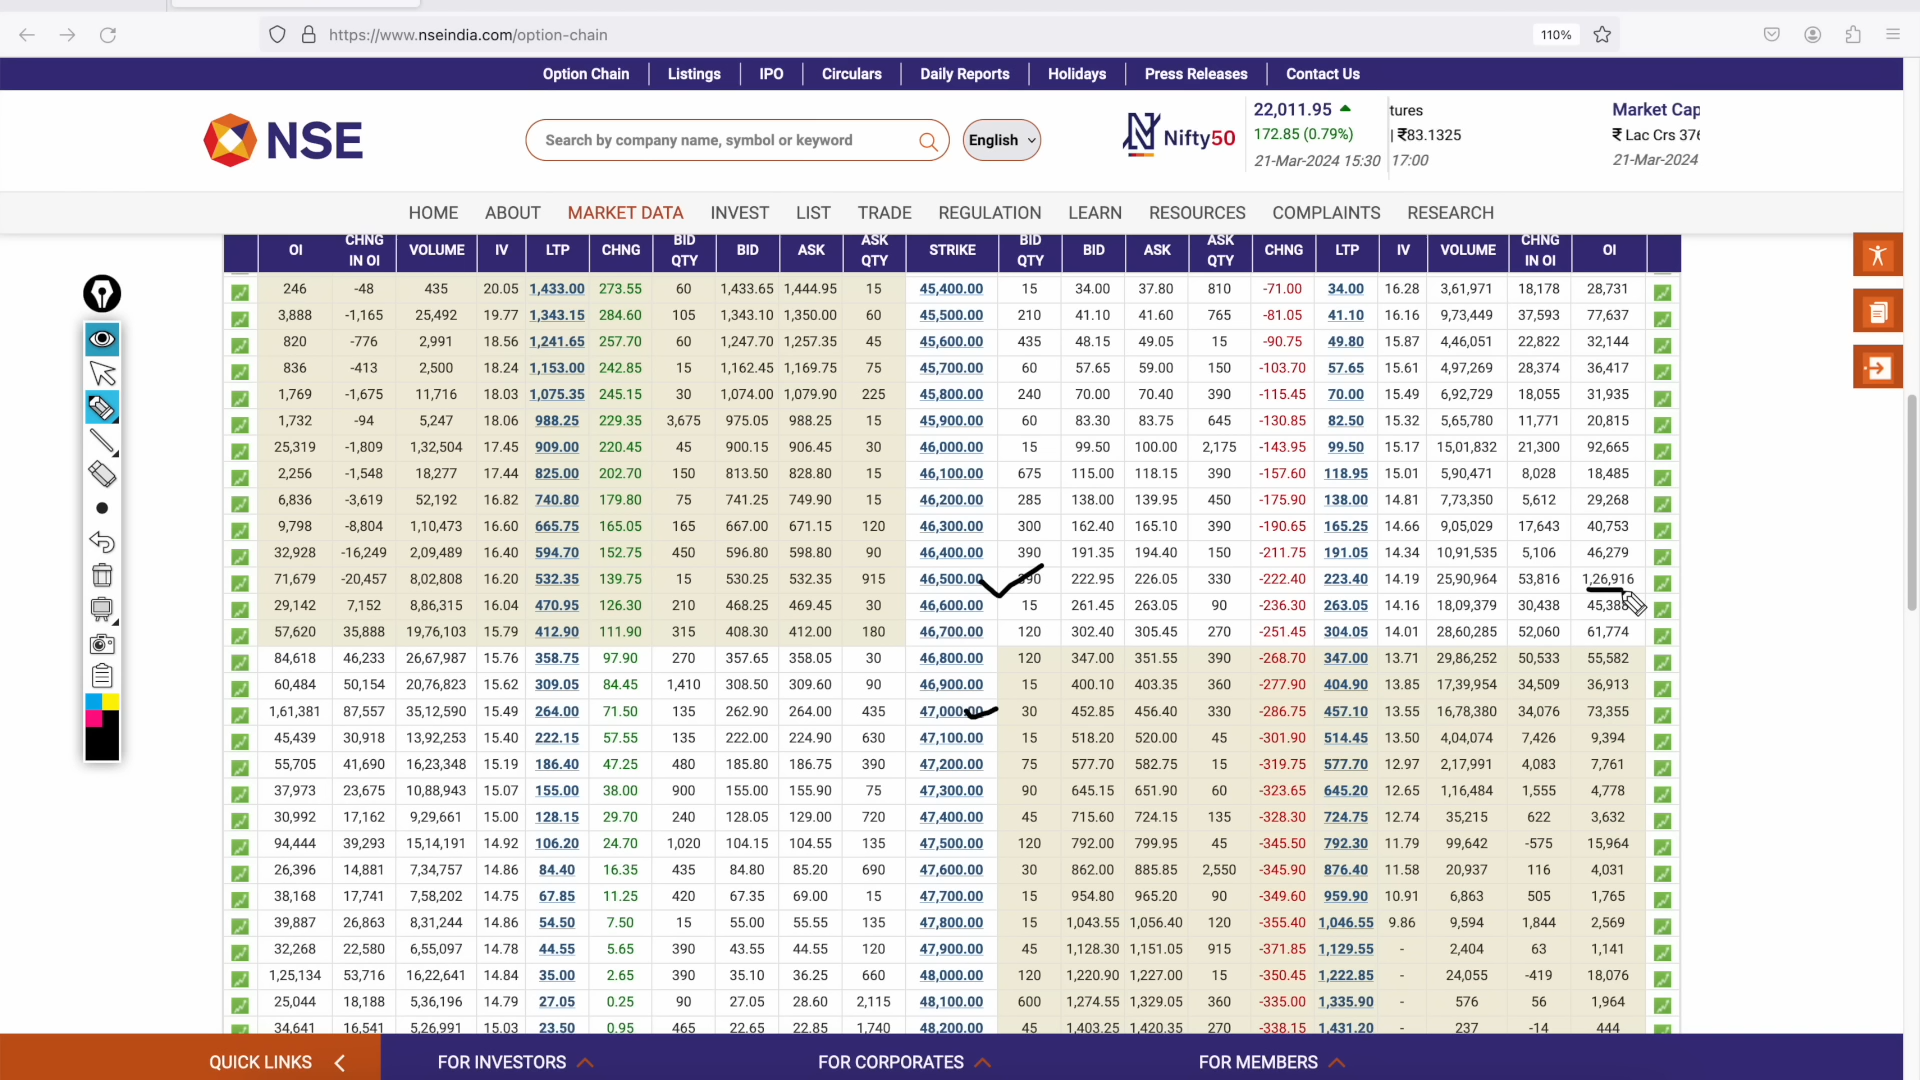 https://www.nseindia.com/option-chain 110%
Option Chain Listings IPO Circulars Daily Reports Holidays Press Releases Contact Us
NSE
Search by company name, symbol or keyword
English
Nifty50
22,011.95
172.85 (0.79%)
21-Mar-2024 15:30
tures
| ₹83.1325
17:00
Market Cap
₹ Lac Crs 376
21-Mar-2024
HOME ABOUT MARKET DATA INVEST LIST TRADE REGULATION LEARN RESOURCES COMPLAINTS RESEARCH
OI CHNG IN OI VOLUME IV LTP CHNG BID QTY BID ASK ASK QTY STRIKE BID QTY BID ASK ASK QTY CHNG LTP IV VOLUME CHNG IN OI OI
246 -48 435 20.05 1,433.00 273.55 60 1,433.65 1,444.95 15 45,400.00 15 34.00 37.80 810 -71.00 34.00 16.28 3,61,971 18,178 28,731
3,888 -1,165 25,492 19.77 1,343.15 284.60 105 1,343.10 1,350.00 60 45,500.00 210 41.10 41.60 765 -81.05 41.10 16.16 9,73,449 37,593 77,637
820 -776 2,991 18.56 1,241.65 257.70 60 1,247.70 1,257.35 45 45,600.00 435 48.15 49.05 15 -90.75 49.80 15.87 4,46,051 22,822 32,144
836 -413 2,500 18.24 1,153.00 242.85 15 1,162.45 1,169.75 75 45,700.00 60 57.65 59.00 150 -103.70 57.65 15.61 4,97,269 28,374 36,417
1,769 -1,675 11,716 18.03 1,075.35 245.15 30 1,074.00 1,079.90 225 45,800.00 240 70.00 70.40 390 -115.45 70.00 15.49 6,92,729 18,055 31,935
1,732 -94 5,247 18.06 988.25 229.35 3,675 975.05 988.25 15 45,900.00 60 83.30 83.75 645 -130.85 82.50 15.32 5,65,780 11,771 20,815
25,319 -1,809 1,32,504 17.45 909.00 220.45 45 900.15 906.45 30 46,000.00 15 99.50 100.00 2,175 -143.95 99.50 15.17 15,01,832 21,300 92,665
2,256 -1,548 18,277 17.44 825.00 202.70 150 813.50 828.80 15 46,100.00 675 115.00 118.15 390 -157.60 118.95 15.01 5,90,471 8,028 18,485
6,836 -3,619 52,192 16.82 740.80 179.80 75 741.25 749.90 15 46,200.00 285 138.00 139.95 450 -175.90 138.00 14.81 7,73,350 5,612 29,268
9,798 -8,804 1,10,473 16.60 665.75 165.05 165 667.00 671.15 120 46,300.00 300 162.40 165.10 390 -190.65 165.25 14.66 9,05,029 17,643 40,753
32,928 -16,249 2,09,489 16.40 594.70 152.75 450 596.80 598.80 90 46,400.00 390 191.35 194.40 150 -211.75 191.05 14.34 10,91,535 5,106 46,279
71,679 -20,457 8,02,808 16.20 532.35 139.75 15 530.25 532.35 915 46,500.00 390 222.95 226.05 330 -222.40 223.40 14.19 25,90,964 53,816 1,26,916
29,142 7,152 8,86,315 16.04 470.95 126.30 210 468.25 469.45 30 46,600.00 15 261.45 263.05 90 -236.30 263.05 14.16 18,09,379 30,438 45,388
57,620 35,888 19,76,103 15.79 412.90 111.90 315 408.30 412.00 180 46,700.00 120 302.40 305.45 270 -251.45 304.05 14.01 28,60,285 52,060 61,774
84,618 46,233 26,67,987 15.76 358.75 97.90 270 357.65 358.05 30 46,800.00 120 347.00 351.55 390 -268.70 347.00 13.71 29,86,252 50,533 55,582
60,484 50,154 20,76,823 15.62 309.05 84.45 1,410 308.50 309.60 90 46,900.00 15 400.10 403.35 360 -277.90 404.90 13.85 17,39,954 34,509 36,913
1,61,381 87,557 35,12,590 15.49 264.00 71.50 135 262.90 264.00 435 47,000.00 30 452.85 456.40 330 -286.75 457.10 13.55 16,78,380 34,076 73,355
45,439 30,918 13,92,253 15.40 222.15 57.55 135 222.00 224.90 630 47,100.00 15 518.20 520.00 45 -301.90 514.45 13.50 4,04,074 7,426 9,394
55,705 41,690 16,23,348 15.19 186.40 47.25 480 185.80 186.75 390 47,200.00 75 577.70 582.75 15 -319.75 577.70 12.97 2,17,991 4,083 7,761
37,973 23,675 10,88,943 15.07 155.00 38.00 900 155.00 155.90 75 47,300.00 90 645.15 651.90 60 -323.65 645.20 12.65 1,16,484 1,555 4,778
30,992 17,162 9,29,661 15.00 128.15 29.70 240 128.05 129.00 720 47,400.00 45 715.60 724.15 135 -328.30 724.75 12.74 35,215 622 3,632
94,444 39,293 15,14,191 14.92 106.20 24.70 1,020 104.15 104.55 135 47,500.00 120 792.00 799.95 45 -345.50 792.30 11.79 99,642 -575 15,964
26,396 14,881 7,34,757 14.86 84.40 16.35 435 84.80 85.20 690 47,600.00 30 862.00 885.85 2,550 -345.90 876.40 11.58 20,937 116 4,031
38,168 17,741 7,58,202 14.75 67.85 11.25 420 67.35 69.00 15 47,700.00 15 954.80 965.20 90 -349.60 959.90 10.91 6,863 505 1,765
39,887 26,863 8,31,244 14.86 54.50 7.50 15 55.00 55.55 135 47,800.00 15 1,043.55 1,056.40 120 -355.40 1,046.55 9.86 9,594 1,844 2,569
32,268 22,580 6,55,097 14.78 44.55 5.65 390 43.55 44.55 120 47,900.00 45 1,128.30 1,151.05 915 -371.85 1,129.55 - 2,404 63 1,141
1,25,134 53,716 16,22,641 14.84 35.00 2.65 390 35.10 36.25 660 48,000.00 120 1,220.90 1,227.00 15 -350.45 1,222.85 - 24,055 -419 18,076
25,044 18,188 5,36,196 14.79 27.05 0.25 90 27.05 28.60 2,115 48,100.00 600 1,274.55 1,329.05 360 -335.00 1,335.90 - 576 56 1,964
34,641 16,541 5,26,991 15.03 23.50 0.95 465 22.65 22.85 1,740 48,200.00 45 1,403.25 1,420.35 270 -338.15 1,431.20 - 237 -14 444
QUICK LINKS FOR INVESTORS FOR CORPORATES FOR MEMBERS